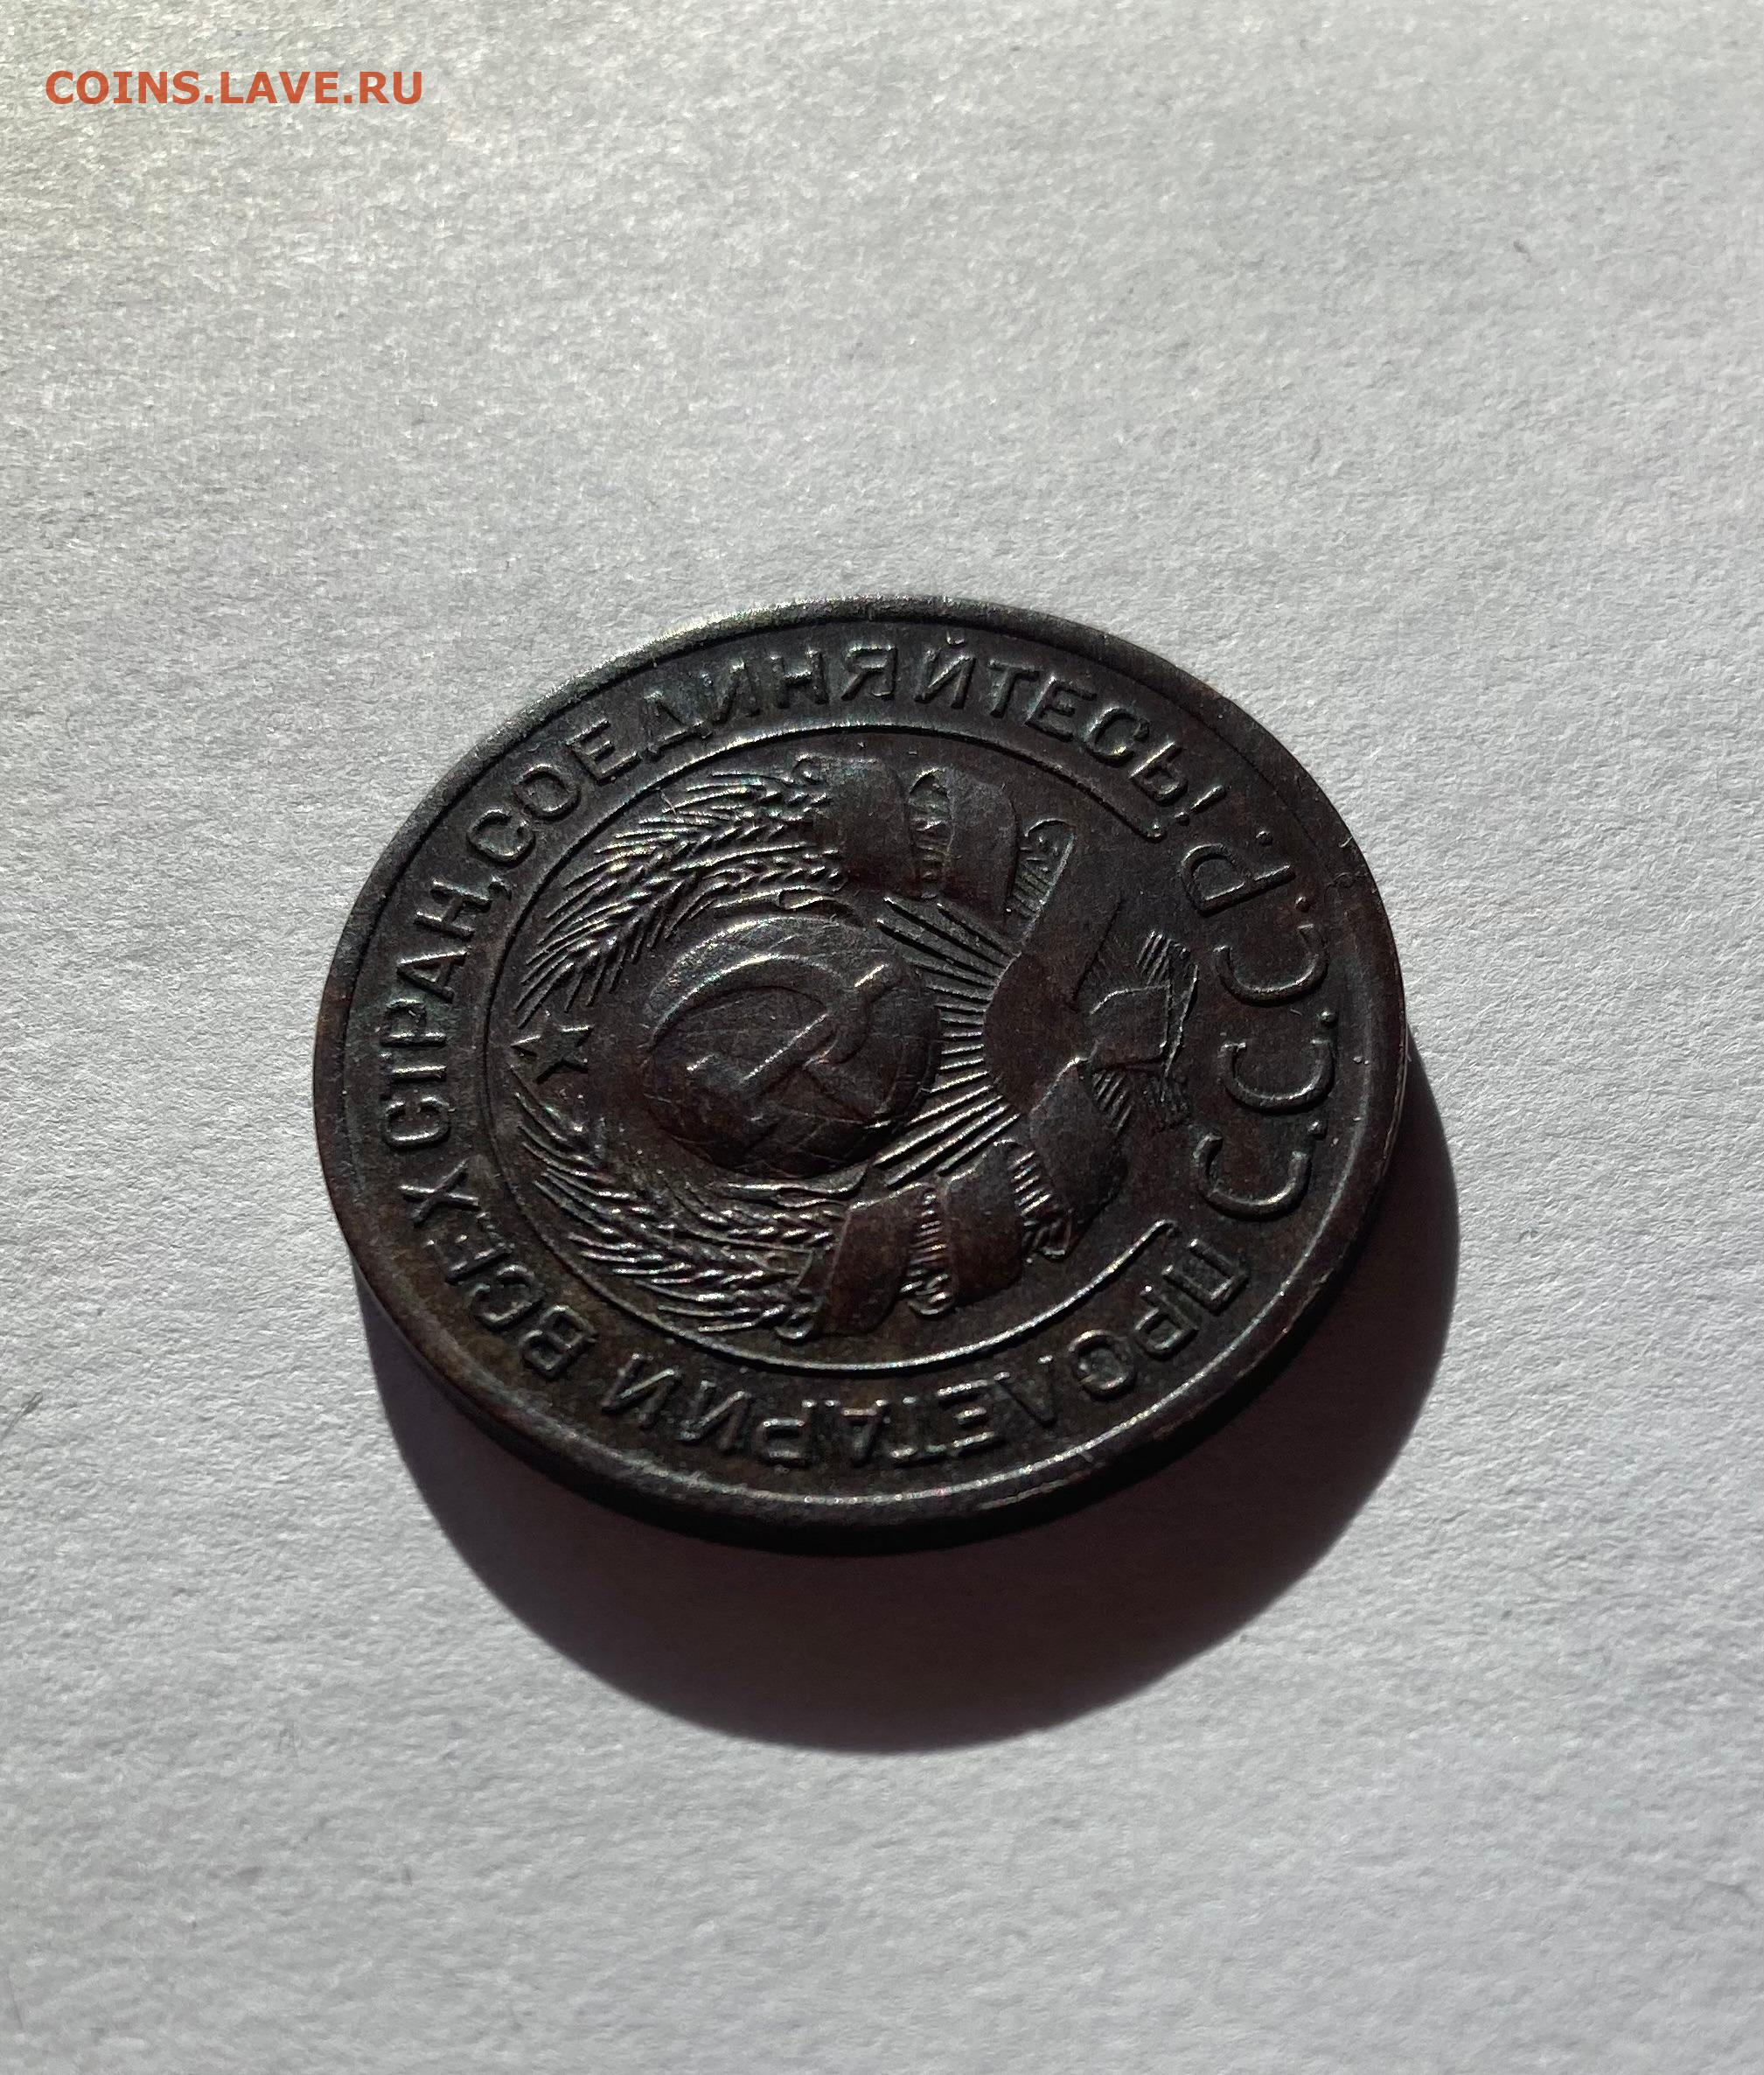 COINS.LAVE.RU
ПРОЛЕТАРИИ ВСЕХ СТРАН, СОЕДИНЯЙТЕСЬ!
С.С.С.Р.